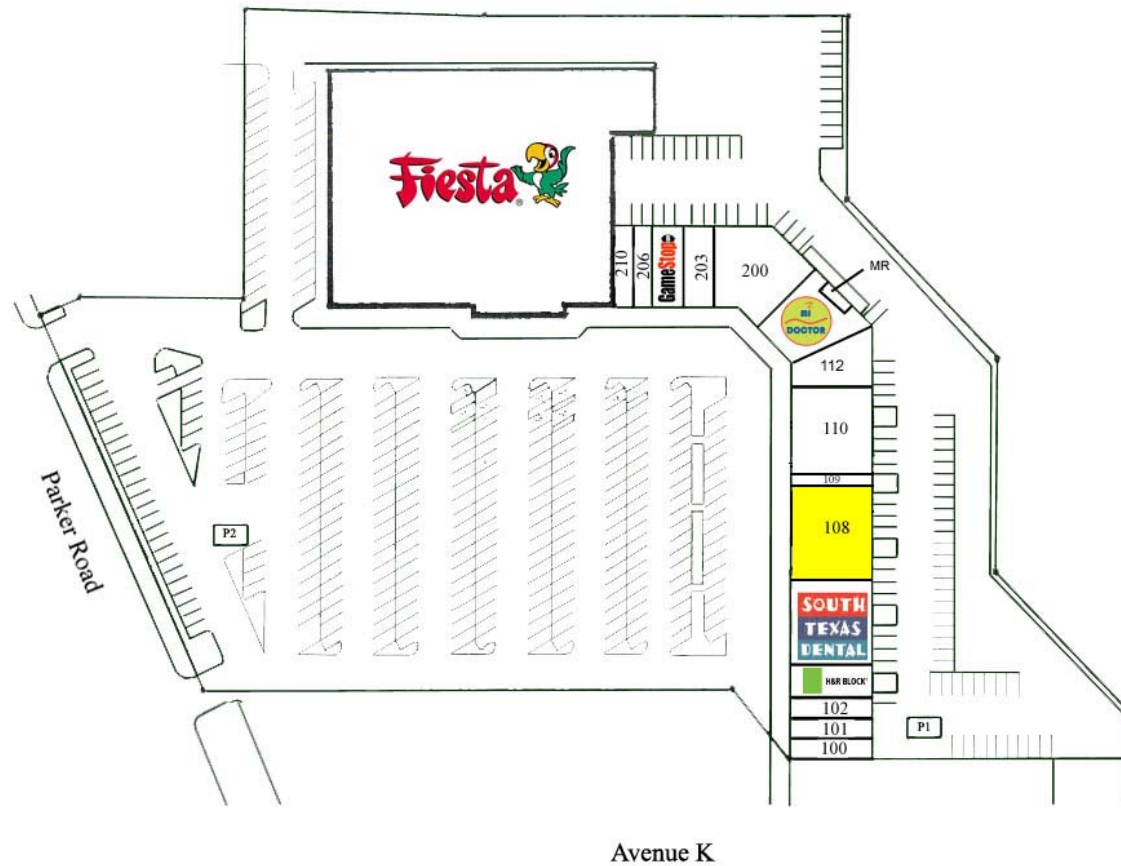 Fiesta®
210
206
GameStop
203
200
MR
MI
DOCTOR
112
110
109
108
SOUTH
TEXAS
DENTAL
H&R BLOCK®
102
101
100
P1
P2
Parker Road
Avenue K